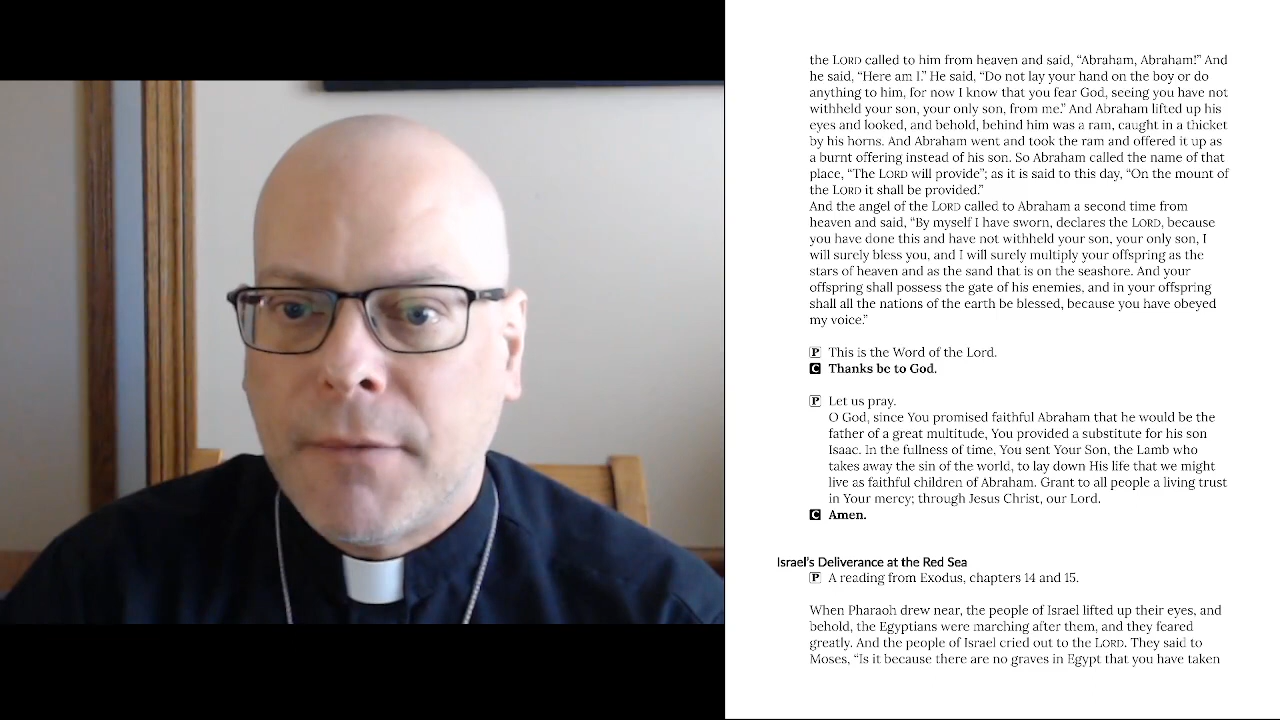 the LORD called to him from heaven and said, “Abraham, Abraham!” And
he said, “Here am I.” He said, “Do not lay your hand on the boy or do
anything to him, for now I know that you fear God, seeing you have not
withheld your son, your only son, from me.” And Abraham lifted up his
eyes and looked, and behold, behind him was a ram, caught in a thicket
by his horns. And Abraham went and took the ram and offered it up as
a burnt offering instead of his son. So Abraham called the name of that
place, “The LORD will provide”; as it is said to this day, “On the mount of
the LORD it shall be provided.”
And the angel of the LORD called to Abraham a second time from
heaven and said, “By myself I have sworn, declares the LORD, because
you have done this and have not withheld your son, your only son, I
will surely bless you, and I will surely multiply your offspring as the
stars of heaven and as the sand that is on the seashore. And your
offspring shall possess the gate of his enemies, and in your offspring
shall all the nations of the earth be blessed, because you have obeyed
my voice.”
P This is the Word of the Lord.
C Thanks be to God.
P Let us pray.
O God, since You promised faithful Abraham that he would be the
father of a great multitude, You provided a substitute for his son
Isaac. In the fullness of time, You sent Your Son, the Lamb who
takes away the sin of the world, to lay down His life that we might
live as faithful children of Abraham. Grant to all people a living trust
in Your mercy; through Jesus Christ, our Lord.
C Amen.
Israel's Deliverance at the Red Sea
P A reading from Exodus, chapters 14 and 15.
When Pharaoh drew near, the people of Israel lifted up their eyes, and
behold, the Egyptians were marching after them, and they feared
greatly. And the people of Israel cried out to the LORD. They said to
Moses, “Is it because there are no graves in Egypt that you have taken